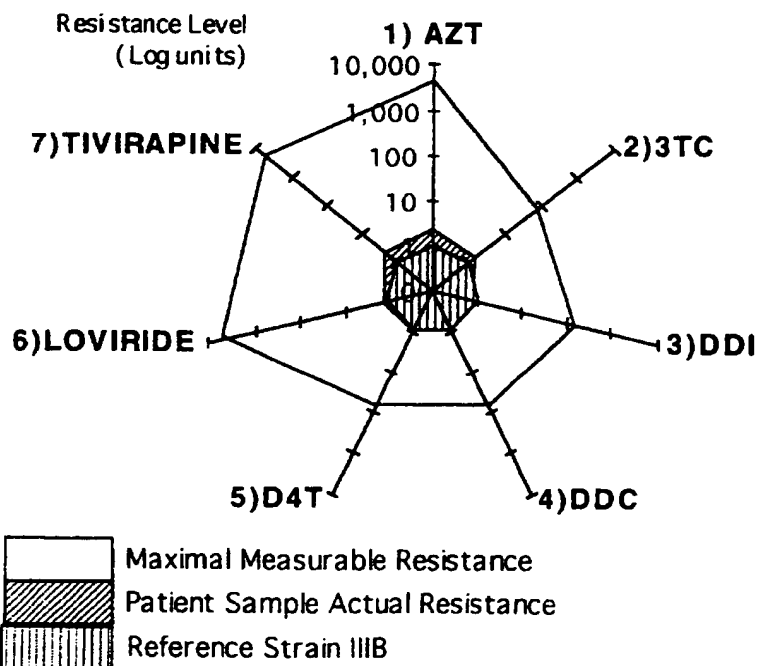 Resistance Level
(Log units)
1) AZT
10,000
1,000
100
10
7)TIVIRAPINE
2)3TC
6)LOVIRIDE
3)DDI
5)D4T
4)DDC
Maximal Measurable Resistance
Patient Sample Actual Resistance
Reference Strain IIIB